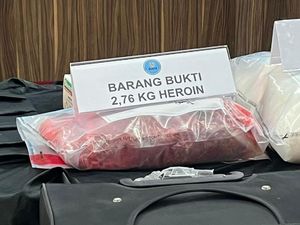 BARANG BUKTI
2,76 KG HEROIN